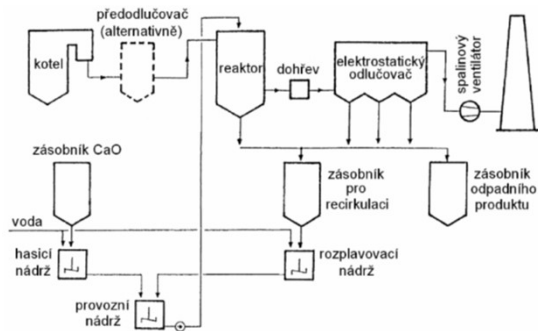 předodlučovač
(alternativně)
kotel
reaktor
dohřev
elektrostatický
odlučovač
spalinový
ventilátor
zásobník CaO
zásobník
pro
recirkulaci
zásobník
odpadního
produktu
voda
hasicí
nádrž
rozplavovací
nádrž
provozní
nádrž